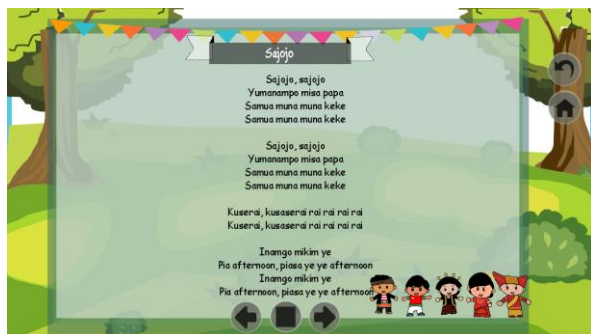 Sajojo
Sajojo, sajojo
Yumanampo misa papa
Samua muna muna keke
Samua muna muna keke
Sajojo, sajojo
Yumanampo misa papa
Samua muna muna keke
Samua muna muna keke
Kuserai, kusaserai rai rai rai rai
Kuserai, kusaserai rai rai rai rai
Inamgo mikim ye
Pia afternoon, piasa ye ye afternoon
Inamgo mikim ye
Pia afternoon, piasa ye ye afternoon